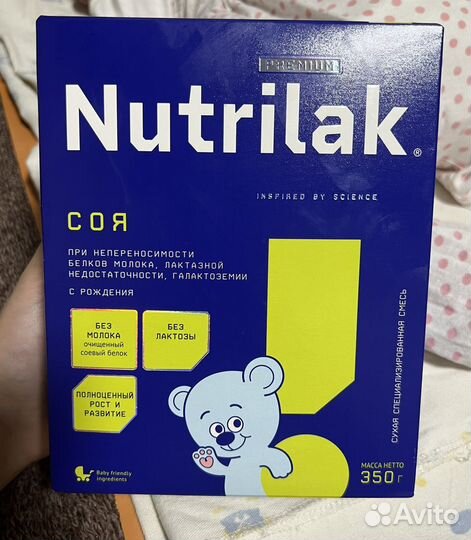 PREMIUM
Nutrilak®
INSPIRED BY SCIENCE
СОЯ
ПРИ НЕПЕРЕНОСИМОСТИ
БЕЛКОВ МОЛОКА, ЛАКТАЗНОЙ
НЕДОСТАТОЧНОСТИ, ГАЛАКТОЗЕМИИ
С РОЖДЕНИЯ
БЕЗ
МОЛОКА
очищенный
соевый белок
БЕЗ
ЛАКТОЗЫ
ПОЛНОЦЕННЫЙ
РОСТ И
РАЗВИТИЕ
СУХАЯ СПЕЦИАЛИЗИРОВАННАЯ СМЕСЬ
Baby friendly
ingredients
МАССА НЕТТО
350 г
Avito